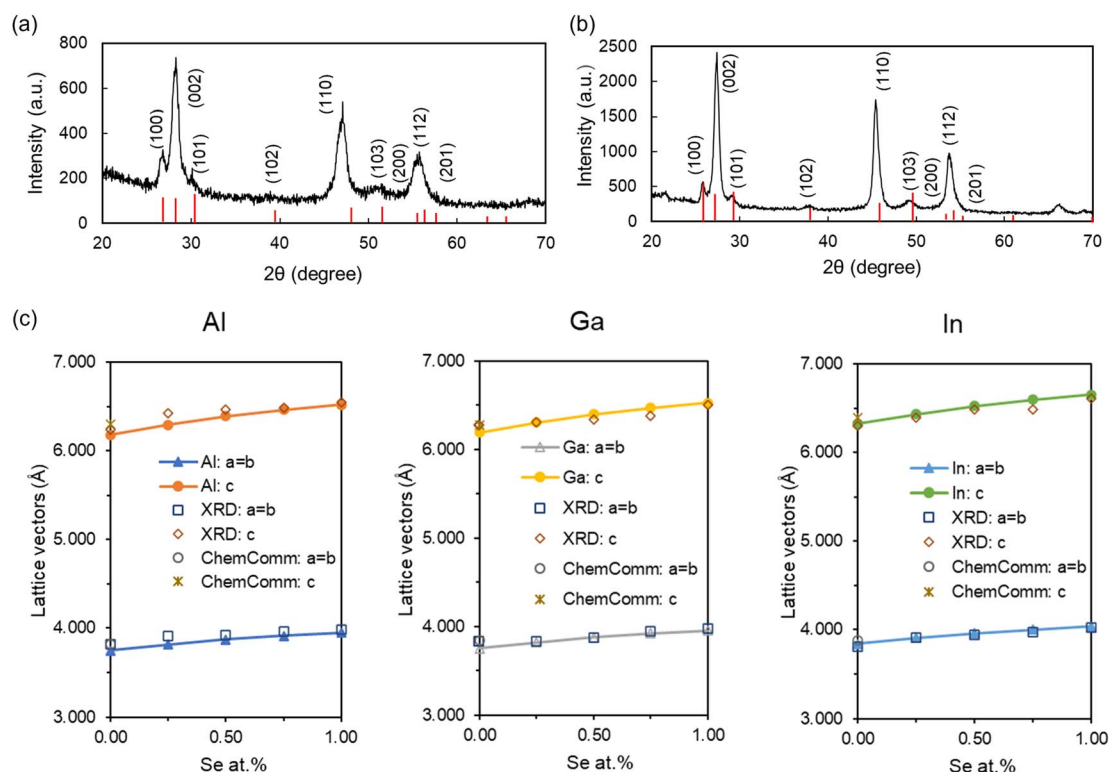 (a)
800
600
400
200
0
Intensity (a.u.)
(100)
(002)
(101)
(102)
(110)
(103)
(200)
(112)
(201)
20 30 40 50 60 70
2θ (degree)
(b)
2500
2000
1500
1000
500
0
Intensity (a.u.)
(100)
(002)
(101)
(102)
(110)
(103)
(200)
(112)
(201)
20 30 40 50 60 70
2θ (degree)
(c)
Al
7.000
6.000
5.000
4.000
3.000
Lattice vectors (Å)
Al: a=b
Al: c
XRD: a=b
XRD: c
ChemComm: a=b
ChemComm: c
0.00 0.50 1.00
Se at.%
Ga
7.000
6.000
5.000
4.000
3.000
Lattice vectors (Å)
Ga: a=b
Ga: c
XRD: a=b
XRD: c
ChemComm: a=b
ChemComm: c
0.00 0.50 1.00
Se at.%
In
7.000
6.000
5.000
4.000
3.000
Lattice vectors (Å)
In: a=b
In: c
XRD: a=b
XRD: c
ChemComm: a=b
ChemComm: c
0.00 0.50 1.00
Se at.%